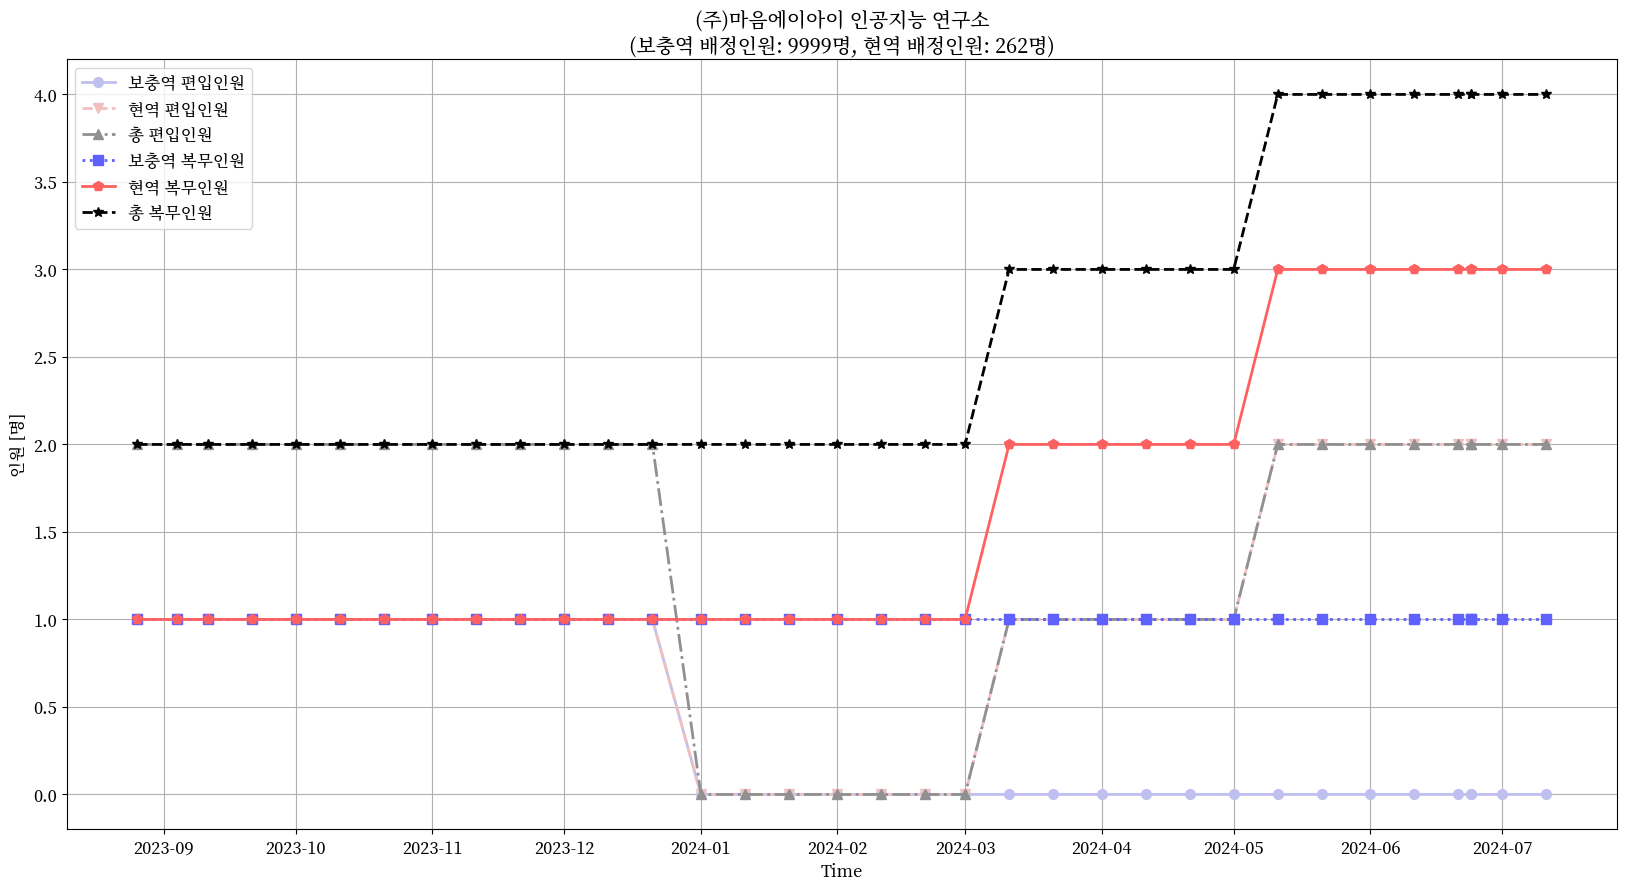 (주)마음에이아이 인공지능 연구소
(보충역 배정인원: 9999명, 현역 배정인원: 262명)
보충역 편입인원
현역 편입인원
총 편입인원
보충역 복무인원
현역 복무인원
총 복무인원
4.0
3.5
3.0
2.5
2.0
1.5
1.0
0.5
0.0
인원 [명]
2023-09 2023-10 2023-11 2023-12 2024-01 2024-02 2024-03 2024-04 2024-05 2024-06 2024-07
Time